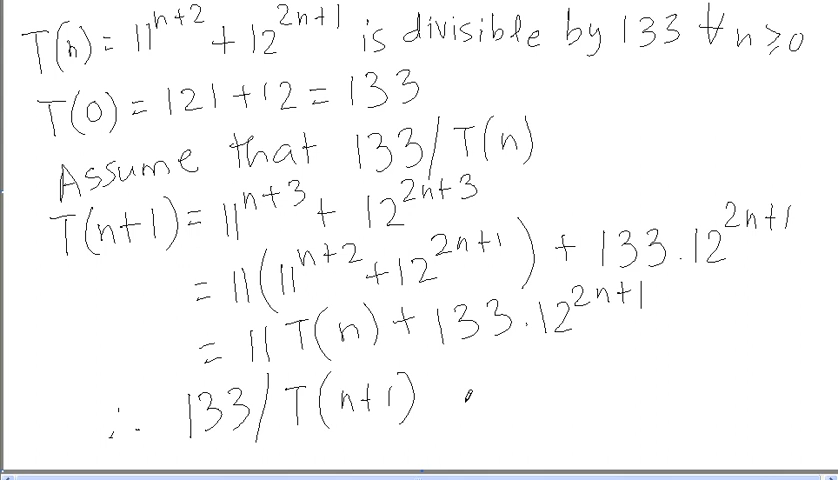 T(n) = 11^{n+2} + 12^{2n+1} is divisible by 133 ∀ n ≥ 0
T(0) = 121 + 12 = 133
Assume that 133/T(n)
T(n+1) = 11^{n+3} + 12^{2n+3}
= 11(11^{n+2} + 12^{2n+1}) + 133.12^{2n+1}
= 11 T(n) + 133.12^{2n+1}
∴ 133/T(n+1)